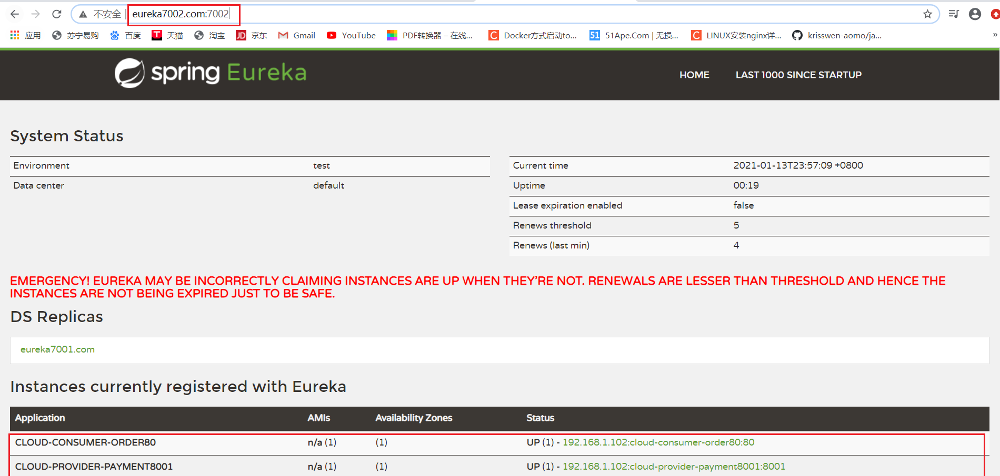 不安全 | eureka7002.com:7002
应用 苏宁易购 百度 天猫 淘宝 JD 京东 Gmail YouTube PDF转换器 – 在线... C Docker方式启动to... 51 51Ape.Com | 无损... C LINUX安装nginx详... krisswen-aomo/ja... »
spring Eureka
HOME LAST 1000 SINCE STARTUP
System Status
Environment test
Data center default
Current time 2021-01-13T23:57:09 +0800
Uptime 00:19
Lease expiration enabled false
Renews threshold 5
Renews (last min) 4
EMERGENCY! EUREKA MAY BE INCORRECTLY CLAIMING INSTANCES ARE UP WHEN THEY'RE NOT. RENEWALS ARE LESSER THAN THRESHOLD AND HENCE THE
INSTANCES ARE NOT BEING EXPIRED JUST TO BE SAFE.
DS Replicas
eureka7001.com
Instances currently registered with Eureka
Application AMIs Availability Zones Status
CLOUD-CONSUMER-ORDER80 n/a (1) (1) UP (1) - 192.168.1.102:cloud-consumer-order80:80
CLOUD-PROVIDER-PAYMENT8001 n/a (1) (1) UP (1) - 192.168.1.102:cloud-provider-payment8001:8001